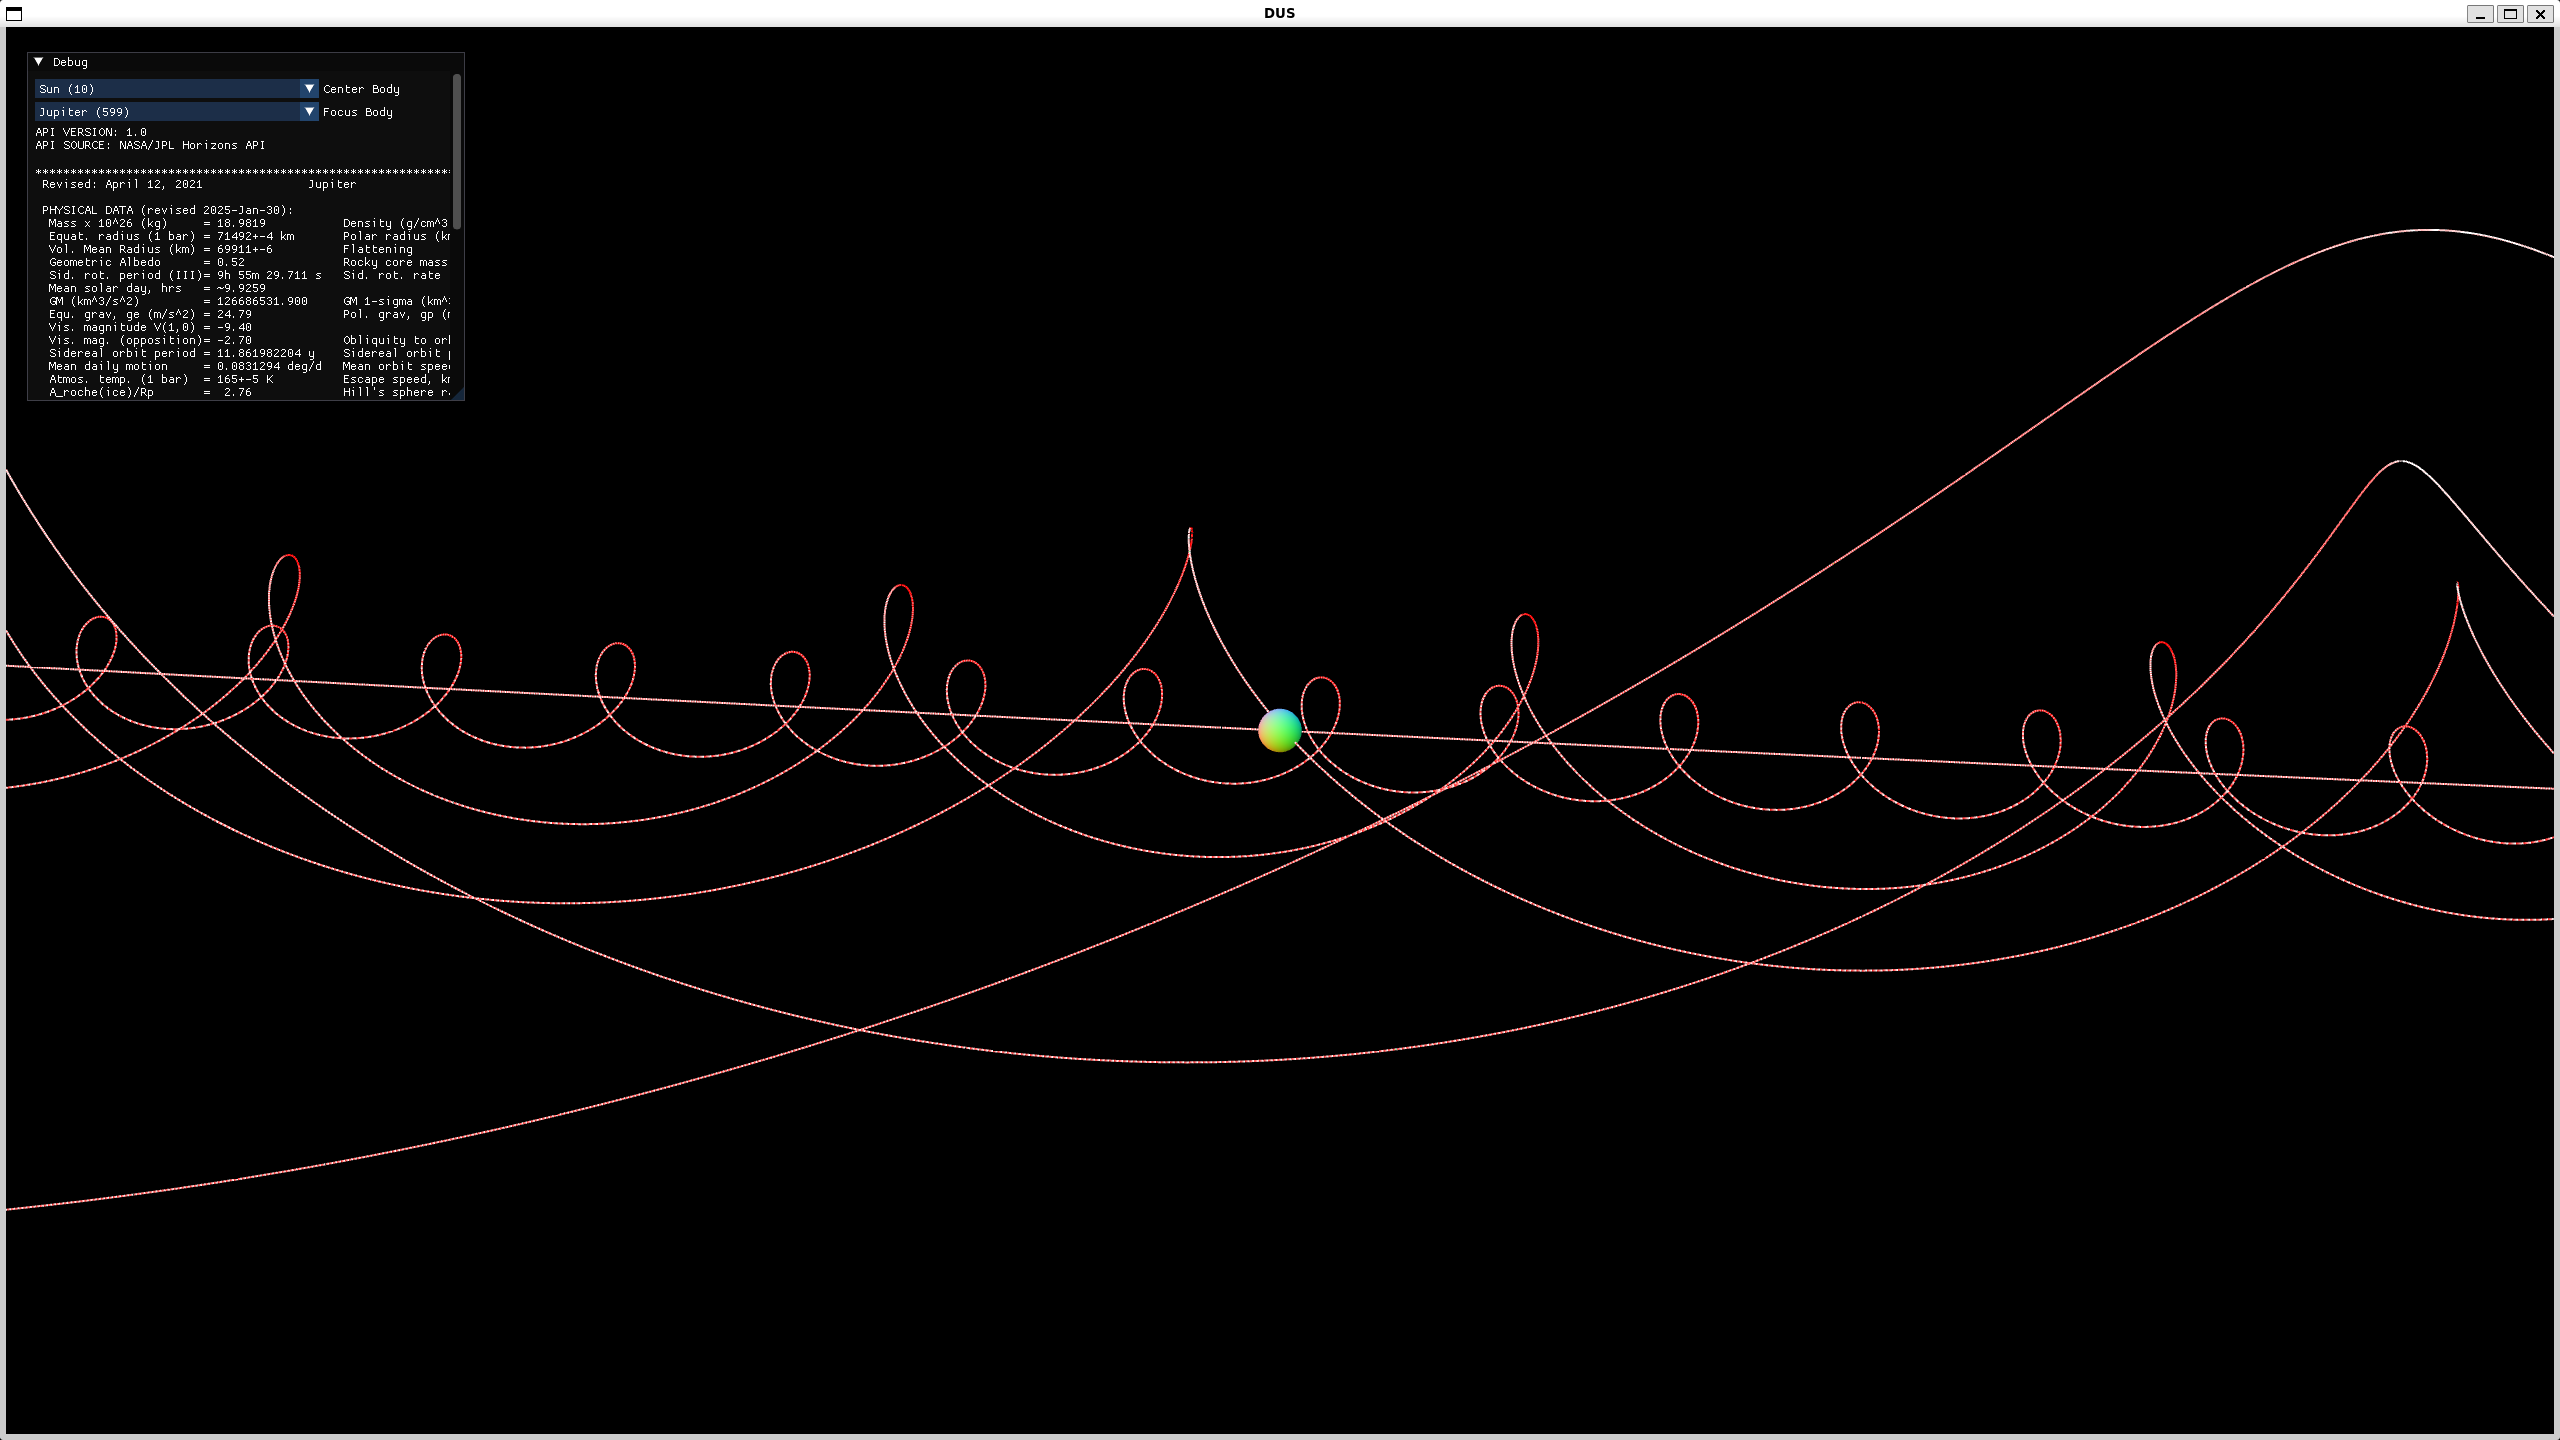 DUS
Debug
Sun (10) Center Body
Jupiter (599) Focus Body
API VERSION: 1.0
API SOURCE: NASA/JPL Horizons API
***********************************************************
Revised: April 12, 2021 Jupiter
PHYSICAL DATA (revised 2025-Jan-30):
Mass x 10^26 (kg) = 18.9819 Density (g/cm^3
Equat. radius (1 bar) = 71492+-4 km Polar radius (km
Vol. Mean Radius (km) = 69911+-6 Flattening
Geometric Albedo = 0.52 Rocky core mass
Sid. rot. period (III)= 9h 55m 29.711 s Sid. rot. rate
Mean solar day, hrs = ~9.9259
GM (km^3/s^2) = 126686531.900 GM 1-sigma (km^
Equ. grav, ge (m/s^2) = 24.79 Pol. grav, gp (
Vis. magnitude V(1,0) = -9.40
Vis. mag. (opposition)= -2.70 Obliquity to
Sidereal orbit period = 11.861982204 y Sidereal orbit
Mean daily motion = 0.0831294 deg/d Mean orbit
Atmos. temp. (1 bar) = 165+-5 K Escape speed,
A_roche(ice)/Rp = 2.76 Hill's sphere